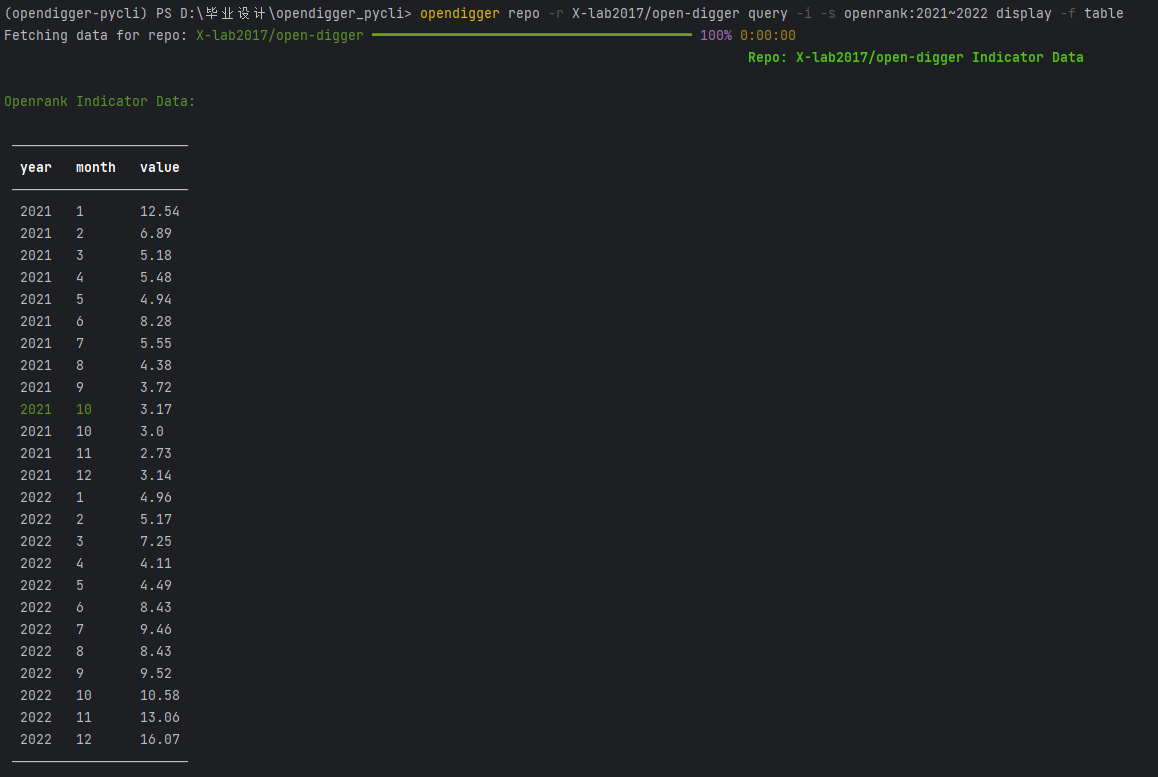 (opendigger-pycli) PS D:\毕业设计\opendigger_pycli> opendigger repo -r X-lab2017/open-digger query -i -s openrank:2021~2022 display -f table
Fetching data for repo: X-lab2017/open-digger 100% 0:00:00
Repo: X-lab2017/open-digger Indicator Data
Openrank Indicator Data:
year month value
2021 1 12.54
2021 2 6.89
2021 3 5.18
2021 4 5.48
2021 5 4.94
2021 6 8.28
2021 7 5.55
2021 8 4.38
2021 9 3.72
2021 10 3.17
2021 10 3.0
2021 11 2.73
2021 12 3.14
2022 1 4.96
2022 2 5.17
2022 3 7.25
2022 4 4.11
2022 5 4.49
2022 6 8.43
2022 7 9.46
2022 8 8.43
2022 9 9.52
2022 10 10.58
2022 11 13.06
2022 12 16.07